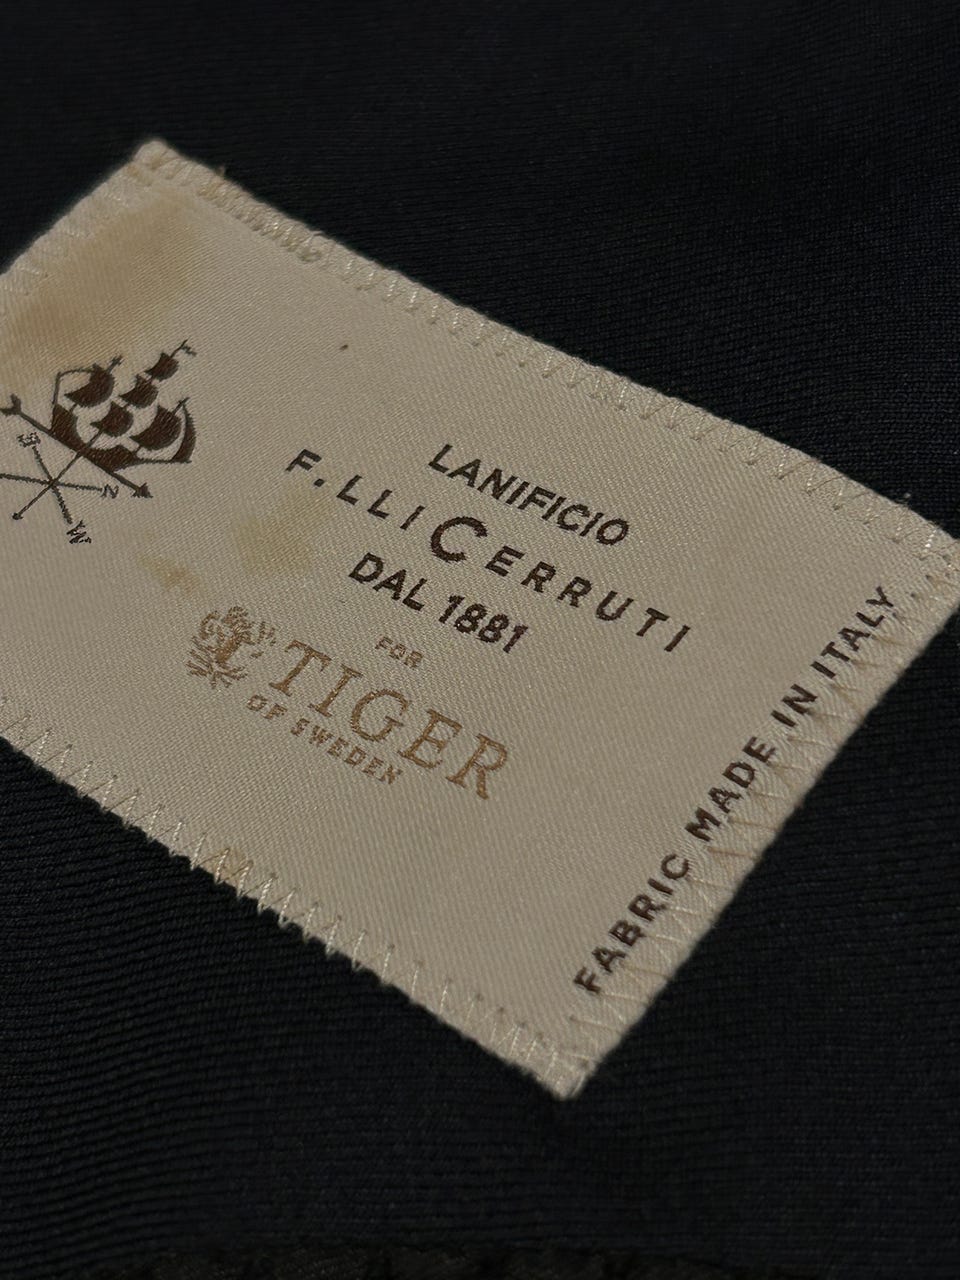 LANIFICIO
F.LLI CERRUTI
DAL 1881
FOR
TIGER
OF SWEDEN
FABRIC MADE IN ITALY